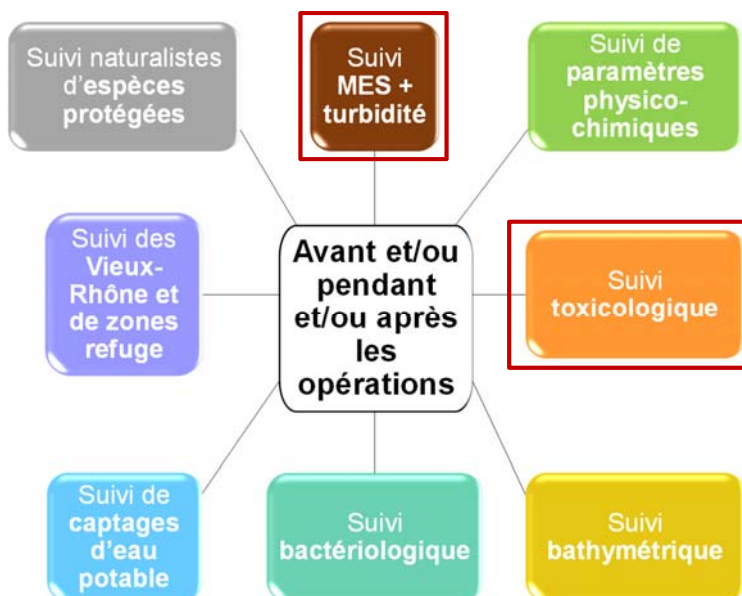 Suivi naturalistes
d'espèces
protégées
Suivi
MES +
turbidité
Suivi de
paramètres
physico-
chimiques
Suivi des
Vieux-
Rhône et
de zones
refuge
Avant et/ou
pendant
et/ou après
les
opérations
Suivi
toxicologique
Suivi de
captages
d'eau
potable
Suivi
bactériologique
Suivi
bathymétrique